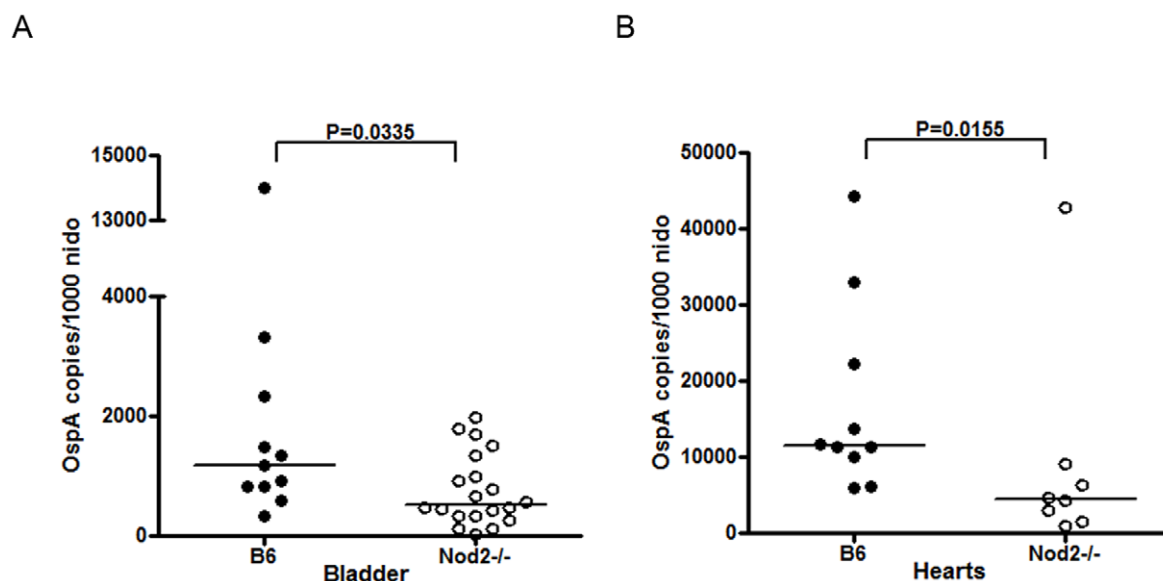 A
P=0.0335
15000
13000
4000
2000
0
OspA copies/1000 nido
B6
Nod2-/-
Bladder
B
P=0.0155
50000
40000
30000
20000
10000
0
OspA copies/1000 nido
B6
Nod2-/-
Hearts